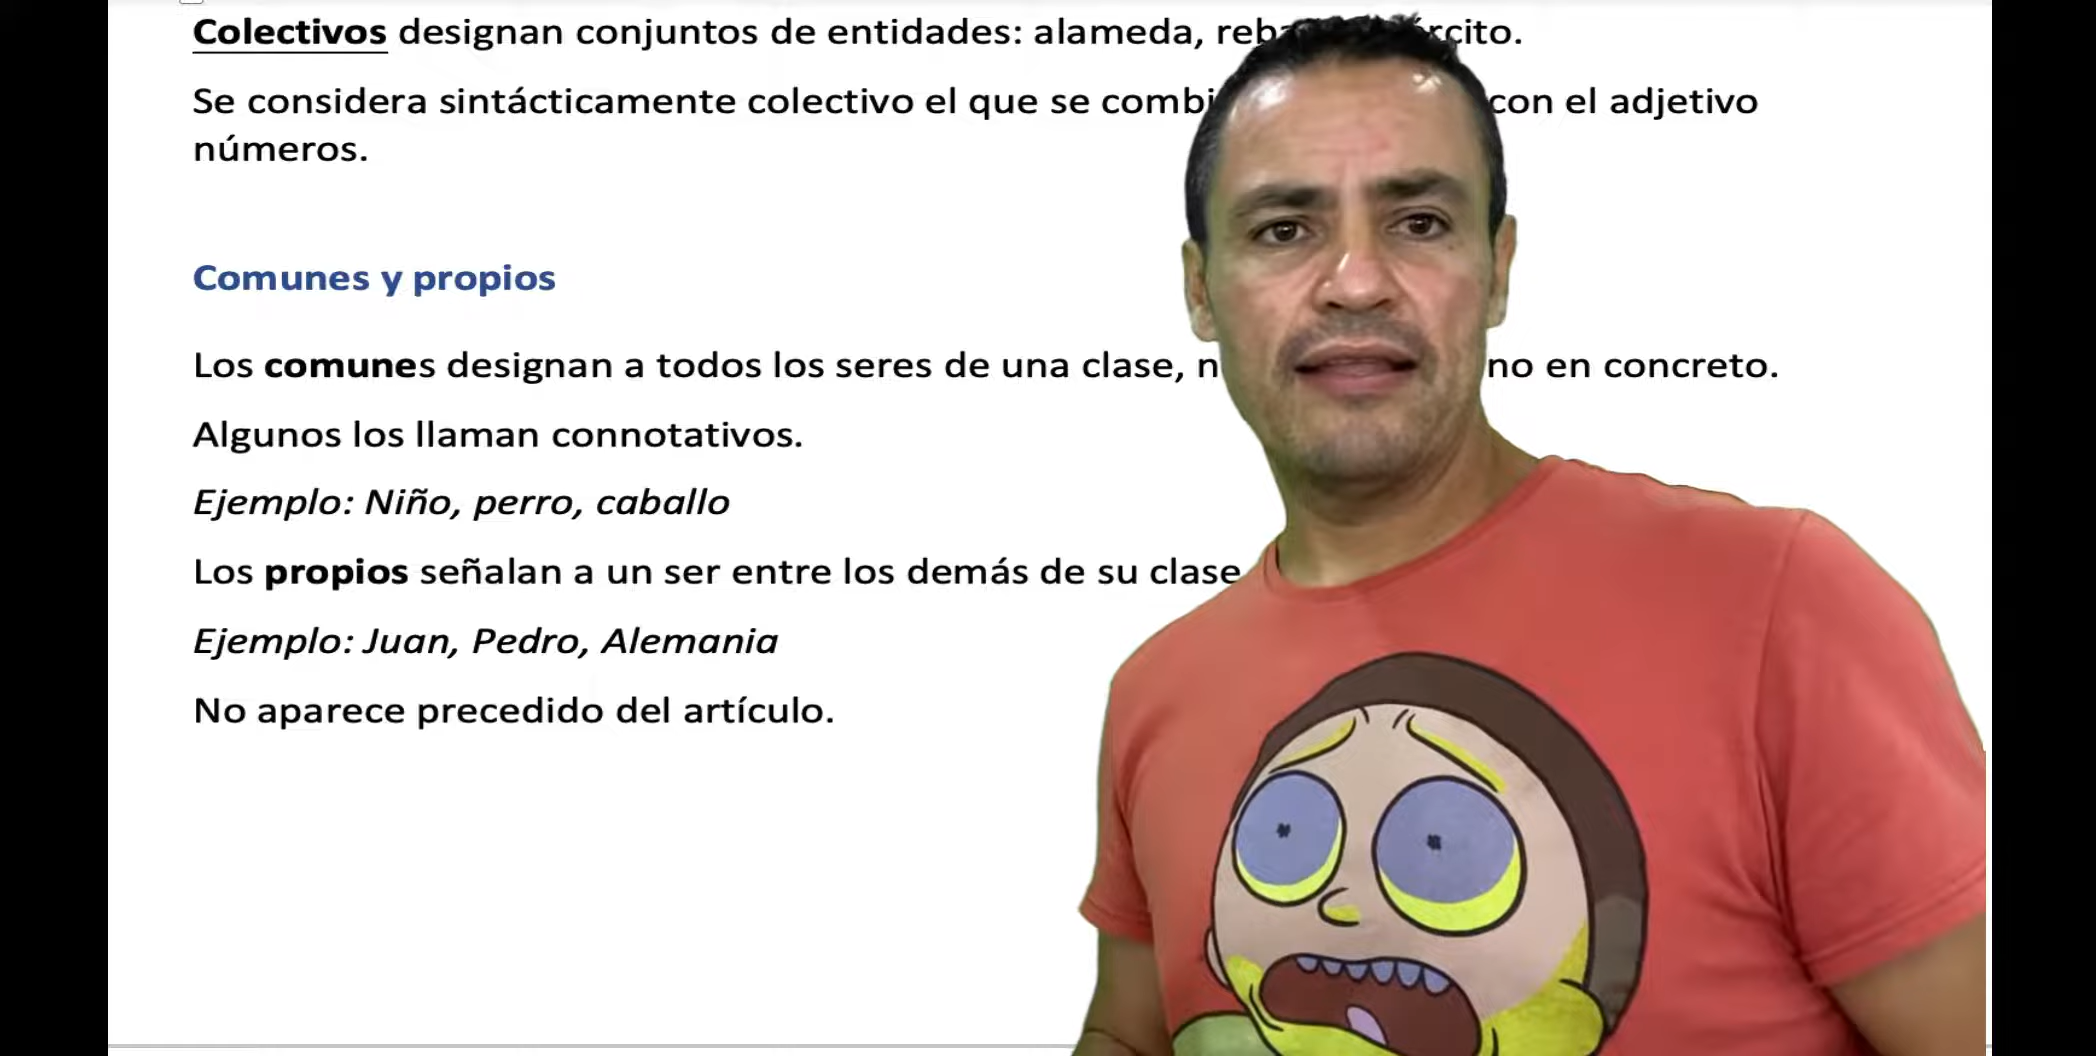 Colectivos designan conjuntos de entidades: alameda,
Se considera sintácticamente colectivo el que se con el adjetivo
números.
Comunes y propios
Los comunes designan a todos los seres de una clase, en concreto.
Algunos los llaman connotativos.
Ejemplo: Niño, perro, caballo
Los propios señalan a un ser entre los demás de su clase
Ejemplo: Juan, Pedro, Alemania
No aparece precedido del artículo.